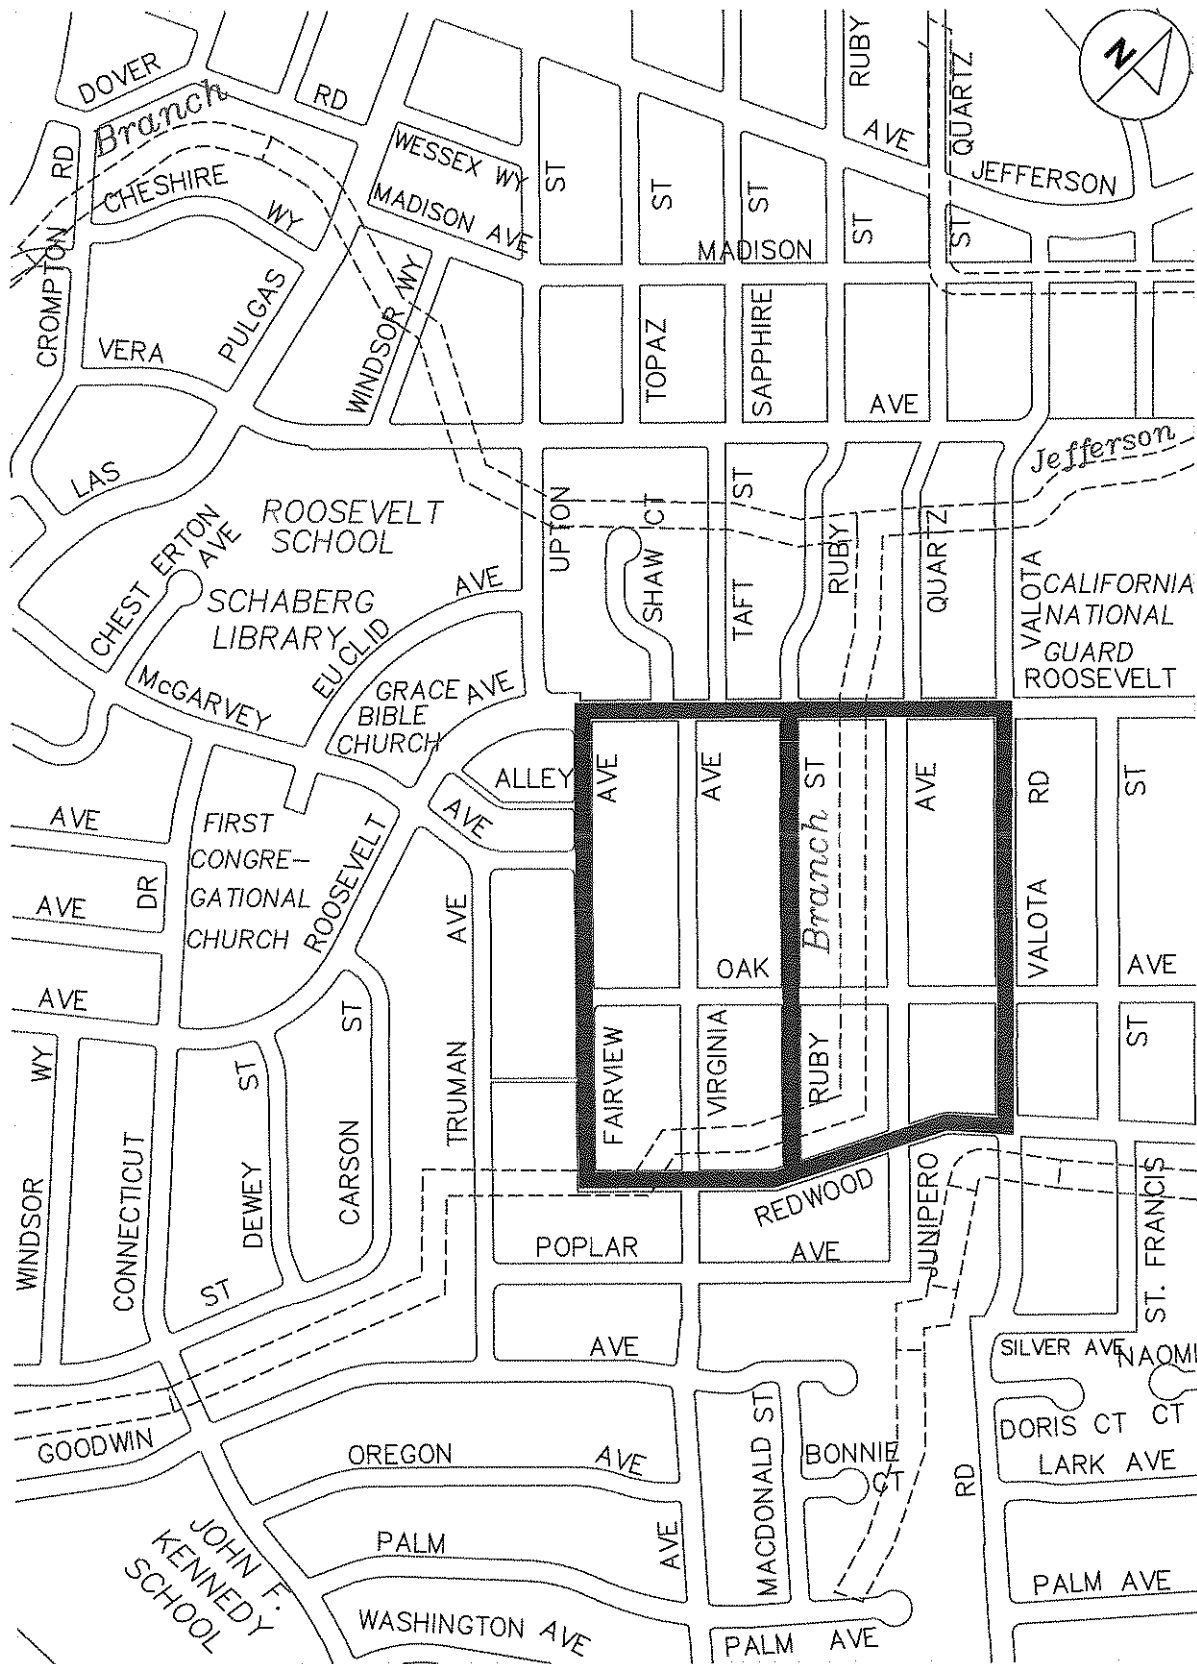 N
DOVER
RD
Branch
RUBY
QUARTZ
AVE
WESSEX WY
MADISON AVE
ST
ST
ST
ST
ST
JEFFERSON
RD
CHESHIRE
WY
MADISON
CROMPTON
VERA
PULGAS
WINDSOR WY
TOPAZ
SAPPHIRE
AVE
LAS
Jefferson
ROOSEVELT
SCHOOL
CHEST ERTON
AVE
SCHABERG
LIBRARY
UPTON
SHAW CT
TAFT
ST
RUBY
QUARTZ
VALOTA
CALIFORNIA
NATIONAL
GUARD
ROOSEVELT
EUCLID
AVE
McGARVEY
GRACE
BIBLE
CHURCH
AVE
ALLEY
AVE
AVE
AVE
Branch
ST
AVE
RD
ST
AVE
FIRST
CONGRE-
GATIONAL
CHURCH
ROOSEVELT
AVE
DR
AVE
OAK
VALOTA
AVE
AVE
ST
WY
ST
TRUMAN
FAIRVIEW
VIRGINIA
RUBY
ST
WINDSOR
CONNECTICUT
DEWEY
CARSON
REDWOOD
JUNIPERO
ST. FRANCIS
POPLAR
AVE
ST
AVE
SILVER AVE
NAOMI
CT
DORIS CT
LARK AVE
GOODWIN
OREGON
AVE
MACDONALD ST
BONNIE
CT
RD
JOHN F.
KENNEDY
SCHOOL
PALM
AVE
PALM AVE
WASHINGTON AVE
PALM AVE